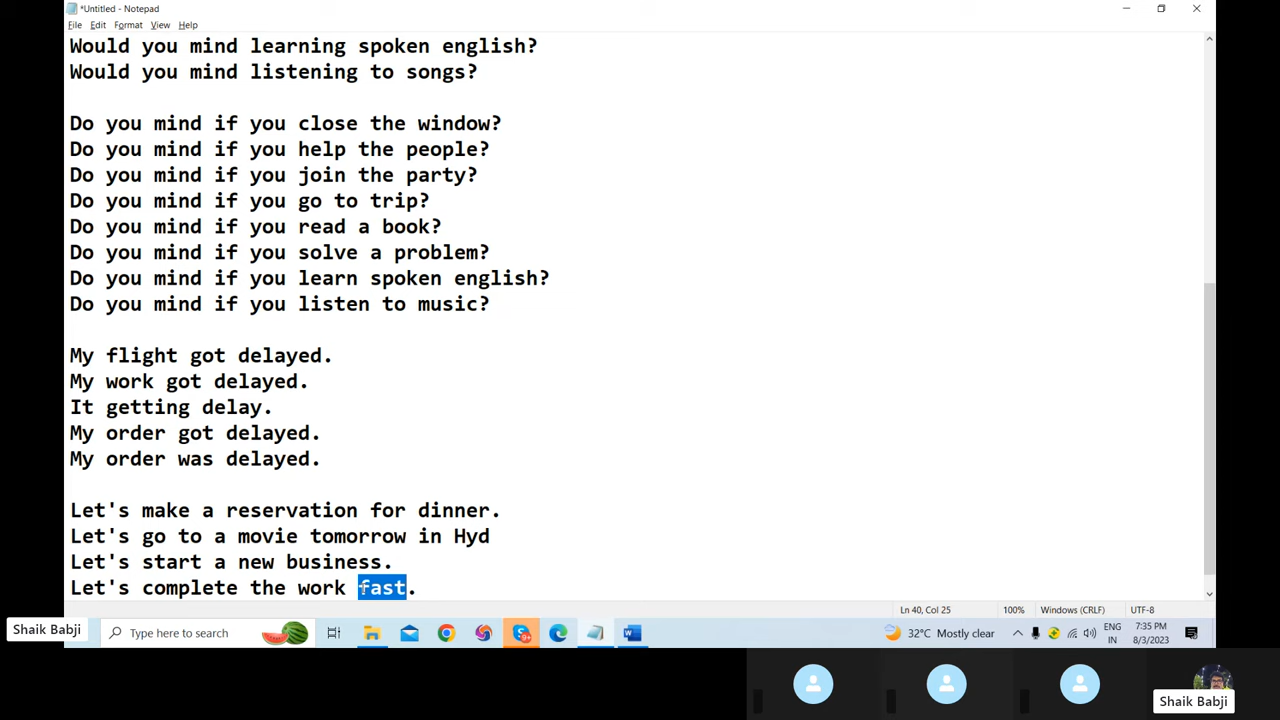 *Untitled - Notepad
File Edit Format View Help
Would you mind learning spoken english?
Would you mind listening to songs?
Do you mind if you close the window?
Do you mind if you help the people?
Do you mind if you join the party?
Do you mind if you go to trip?
Do you mind if you read a book?
Do you mind if you solve a problem?
Do you mind if you learn spoken english?
Do you mind if you listen to music?
My flight got delayed.
My work got delayed.
It getting delay.
My order got delayed.
My order was delayed.
Let's make a reservation for dinner.
Let's go to a movie tomorrow in Hyd
Let's start a new business.
Let's complete the work fast.
Ln 40, Col 25 100% Windows (CRLF) UTF-8
Shaik Babji
Type here to search
32°C Mostly clear
ENG
IN
7:35 PM
8/3/2023
Shaik Babji